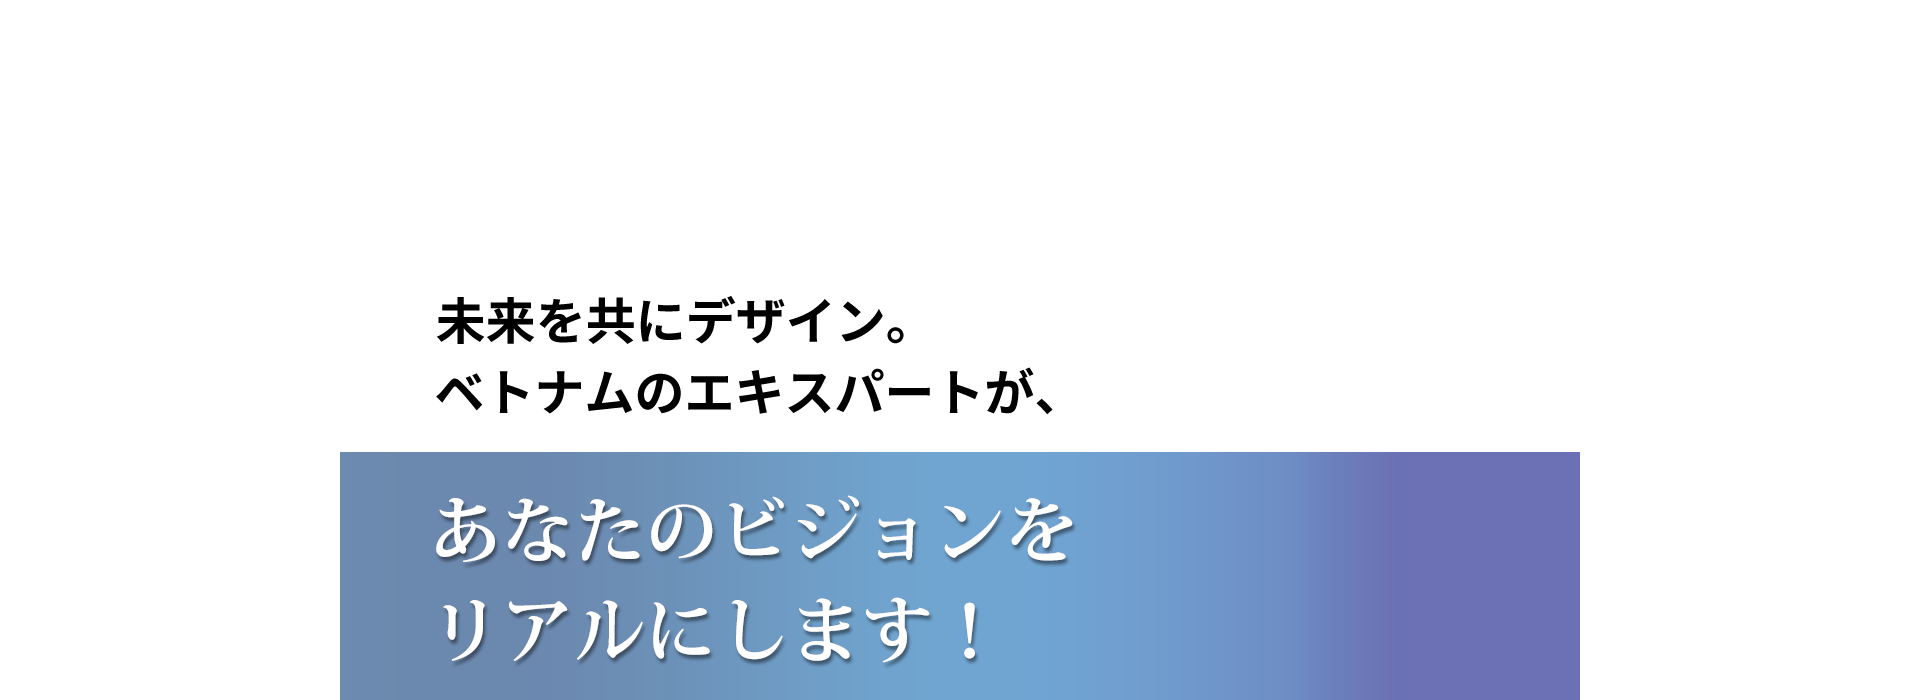 未来を共にデザイン。
ベトナムのエキスパートが、
あなたのビジョンを
リアルにします！